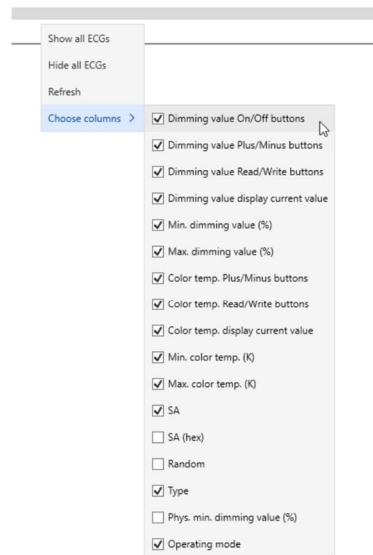 Show all ECGs
Hide all ECGs
Refresh
Choose columns >
Dimming value On/Off buttons
Dimming value Plus/Minus buttons
Dimming value Read/Write buttons
Dimming value display current value
Min. dimming value (%)
Max. dimming value (%)
Color temp. Plus/Minus buttons
Color temp. Read/Write buttons
Color temp. display current value
Min. color temp. (K)
Max. color temp. (K)
SA
SA (hex)
Random
Type
Phys. min. dimming value (%)
Operating mode